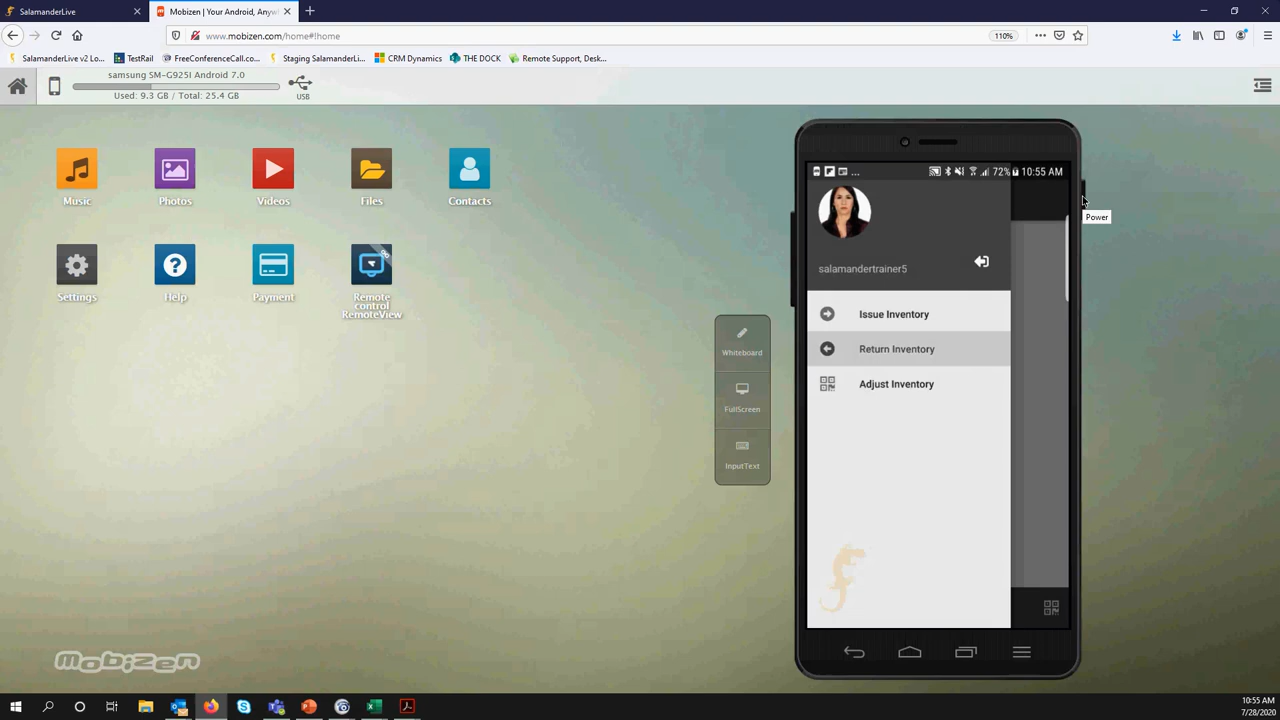 SalamanderLive
Mobizen | Your Android, Anyw
www.mobizen.com/home#!home
110%
SalamanderLive v2 Lo...
TestRail
FreeConferenceCall.co...
Staging SalamanderLi...
CRM Dynamics
THE DOCK
Remote Support, Desk...
samsung SM-G925I Android 7.0
Used: 9.3 GB / Total: 25.4 GB
USB
Music
Photos
Videos
Files
Contacts
Settings
Help
Payment
Remote
control
RemoteView
Whiteboard
FullScreen
InputText
72% 10:55 AM
salamandertrainer5
Issue Inventory
Return Inventory
Adjust Inventory
Power
mobizen
10:55 AM
7/28/2020